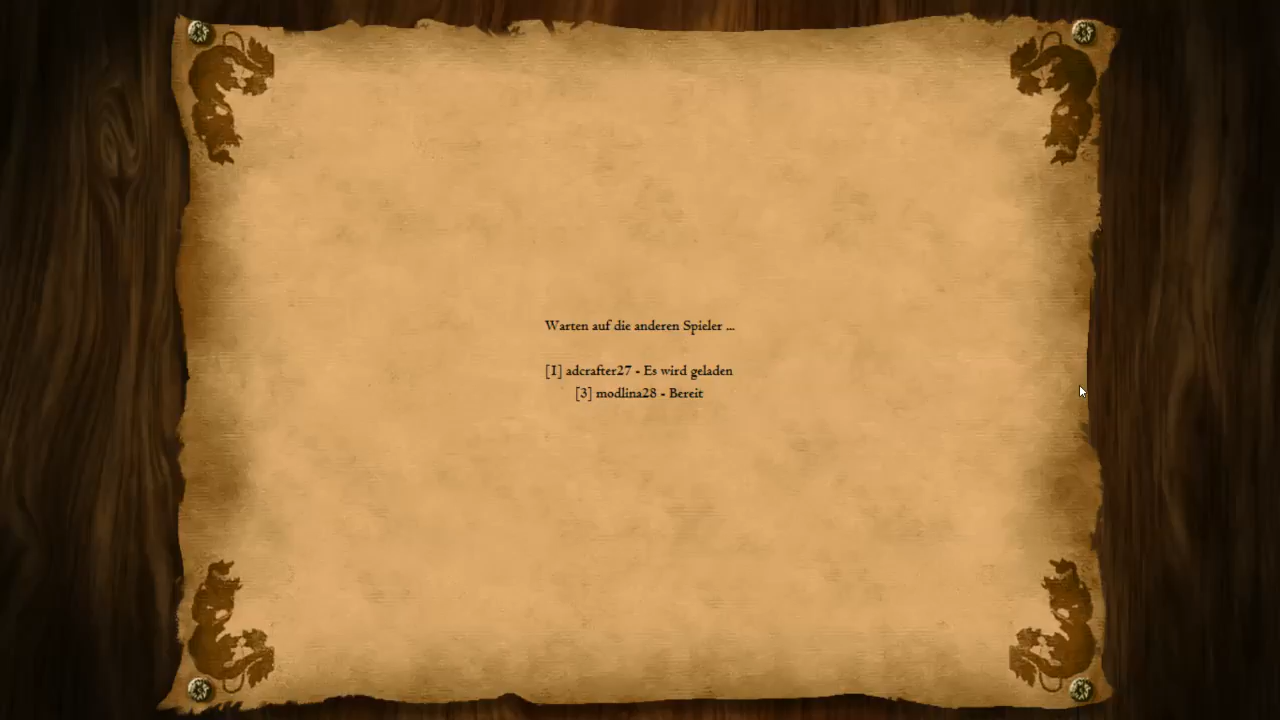 Warten auf die anderen Spieler ...
[1] adcrafter27 - Es wird geladen
[3] modlina28 - Bereit